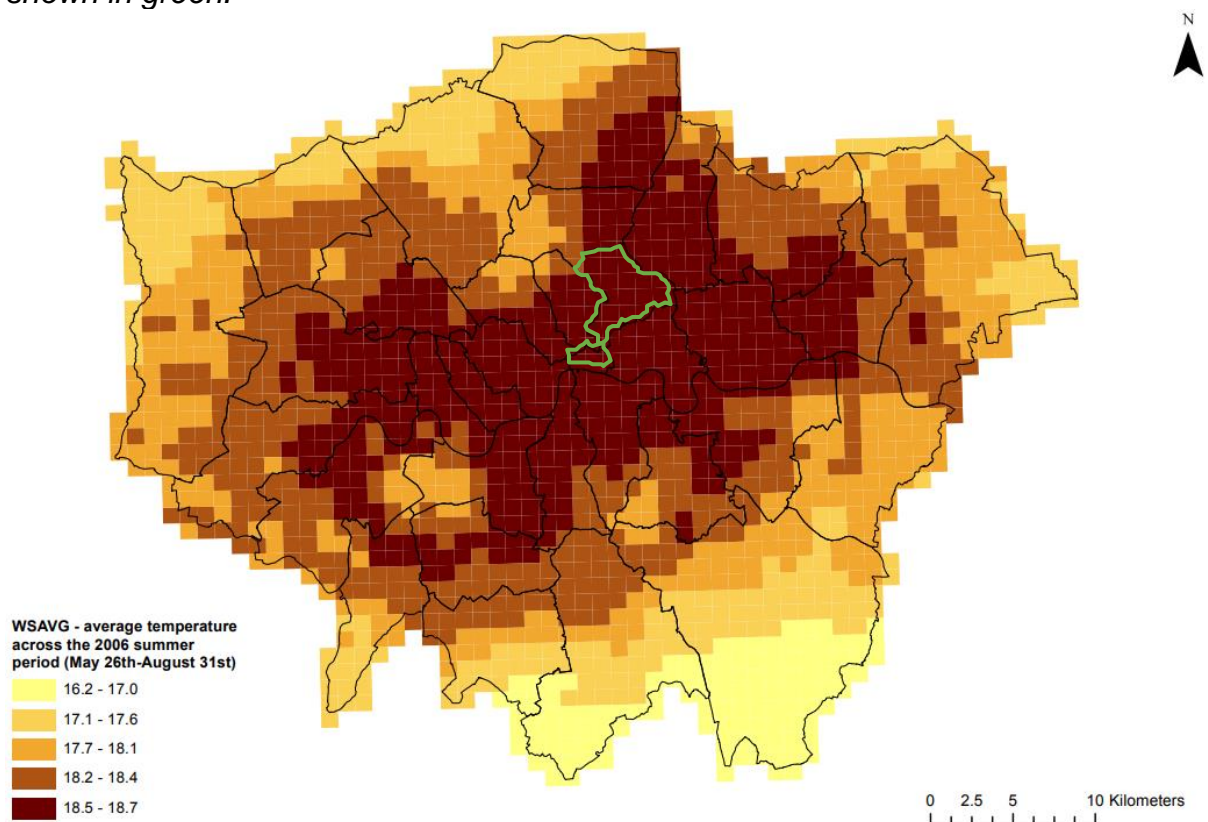 shown in green.
N
WSAVG - average temperature
across the 2006 summer
period (May 26th-August 31st)
16.2 - 17.0
17.1 - 17.6
17.7 - 18.1
18.2 - 18.4
18.5 - 18.7
0 2.5 5 10 Kilometers